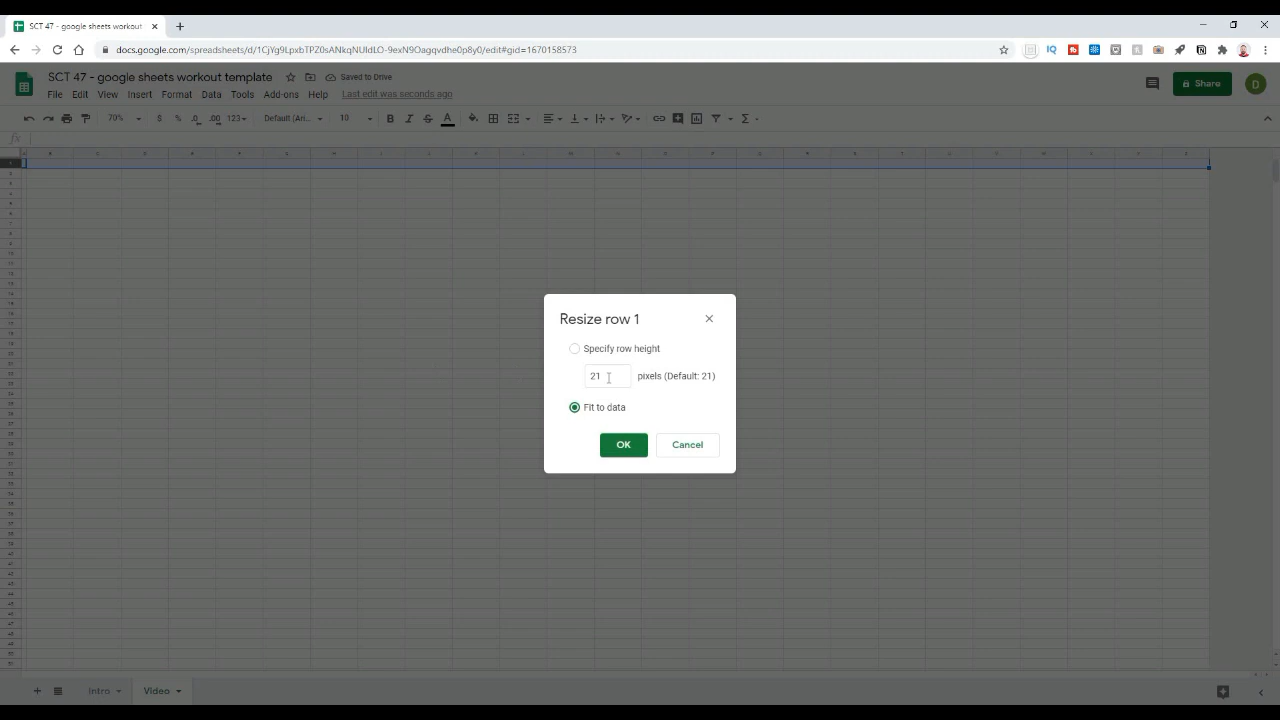 SCT 47 - google sheets workout
docs.google.com/spreadsheets/d/1CjYg9LpxbTPZ0sANkqNUIdLO-9exN9Oagqvdhe0p8y0/edit#gid=1670158573
SCT 47 - google sheets workout template
Saved to Drive
File Edit View Insert Format Data Tools Add-ons Help Last edit was seconds ago
Share
D
70% $ % .0 .00 123 Default (Ari... 10 B I S A
fx
Resize row 1
Specify row height
21 pixels (Default: 21)
Fit to data
OK Cancel
Intro Video